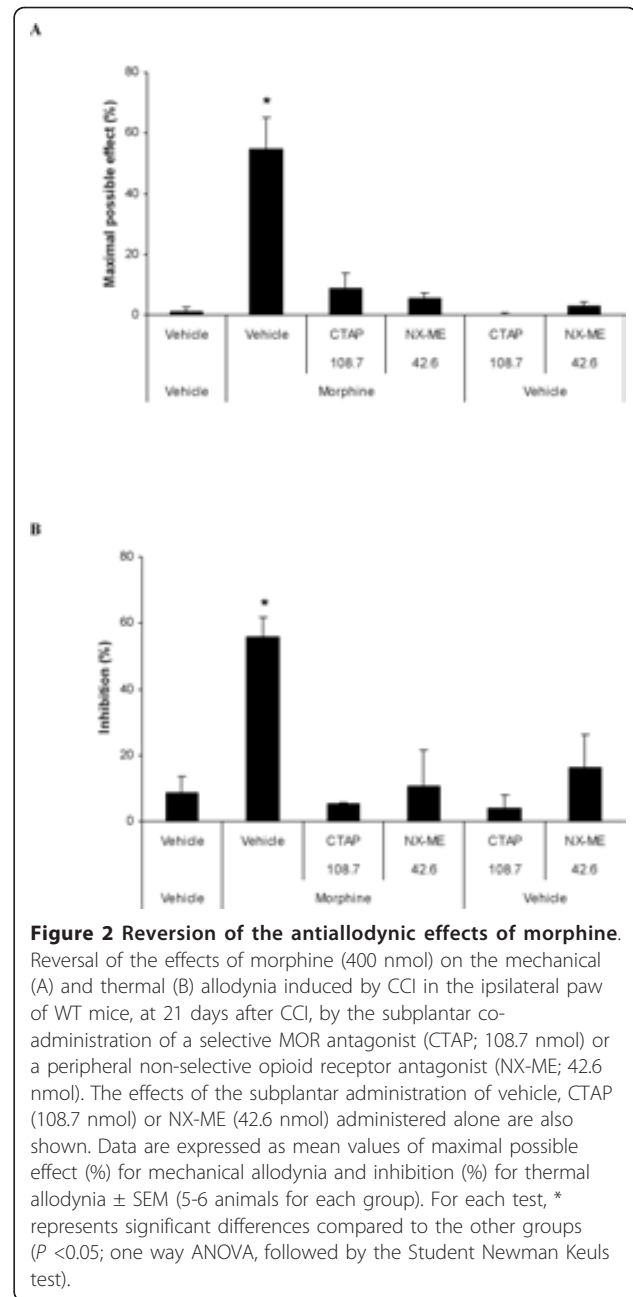 A
80
60
40
20
0
Maximal possible effect (%)
*
Vehicle Vehicle CTAP NX-ME CTAP NX-ME
108.7 42.6 108.7 42.6
Vehicle Morphine Vehicle
B
80
60
40
20
0
Inhibition (%)
*
Vehicle Vehicle CTAP NX-ME CTAP NX-ME
108.7 42.6 108.7 42.6
Vehicle Morphine Vehicle
Figure 2 Reversion of the antiallodynic effects of morphine.
Reversal of the effects of morphine (400 nmol) on the mechanical
(A) and thermal (B) allodynia induced by CCI in the ipsilateral paw
of WT mice, at 21 days after CCI, by the subplantar co-
administration of a selective MOR antagonist (CTAP; 108.7 nmol) or
a peripheral non-selective opioid receptor antagonist (NX-ME; 42.6
nmol). The effects of the subplantar administration of vehicle, CTAP
(108.7 nmol) or NX-ME (42.6 nmol) administered alone are also
shown. Data are expressed as mean values of maximal possible
effect (%) for mechanical allodynia and inhibition (%) for thermal
allodynia ± SEM (5-6 animals for each group). For each test, *
represents significant differences compared to the other groups
(P <0.05; one way ANOVA, followed by the Student Newman Keuls
test).